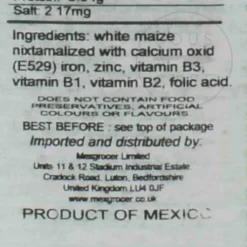 Salt: 2 17mg
Ingredients: white maize
nixtamalized with calcium oxid
(E529) iron, zinc, vitamin B3,
vitamin B1, vitamin B2, folic acid.
DOES NOT CONTAIN FOOD
PRESERVATIVES, ARTIFICIAL
COLOURS OR FLAVOURS
BEST BEFORE : see top of package
Imported and distributed by:
Mexgrocer Limited
Units 11 & 12 Stadium Industrial Estate
Cradock Road. Luton, Bedfordshire
United Kingdom LU4 0JF
www.mexgrocer.co.uk
PRODUCT OF MEXICO